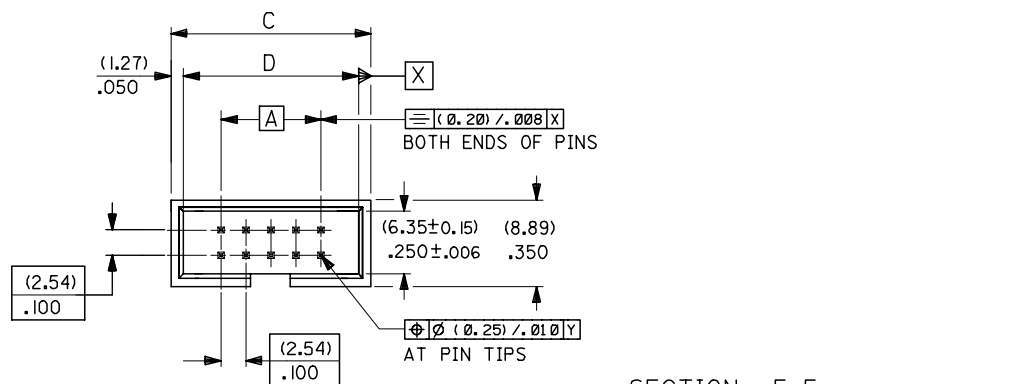 C
(1.27)
.050
D
X
A
⌯ (0.20)/.008 X
BOTH ENDS OF PINS
(6.35±0.15)
.250±.006
(8.89)
.350
(2.54)
.100
⌖ Ø (0.25)/.010 Y
AT PIN TIPS
(2.54)
.100